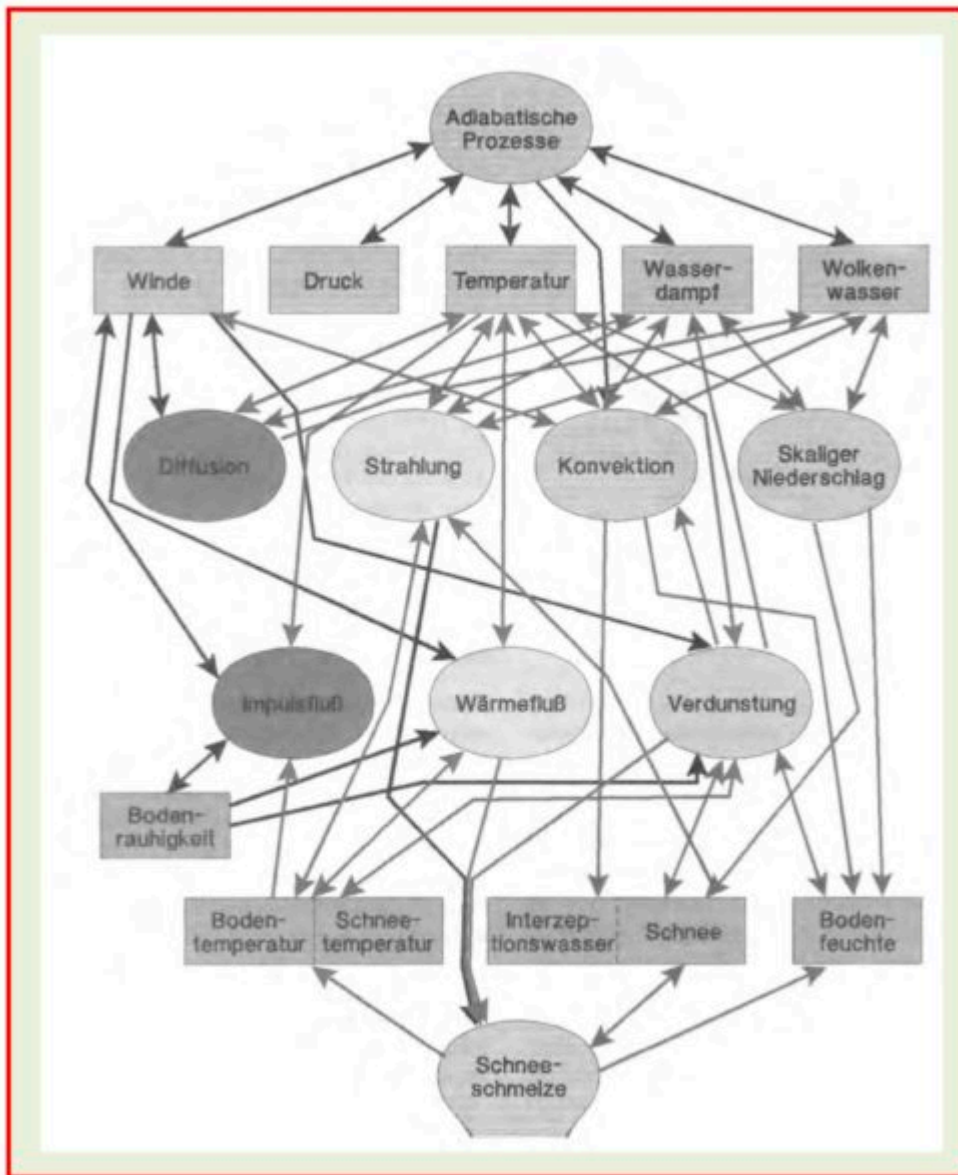 Adiabatische
Prozesse
Winde
Druck
Temperatur
Wasser-
dampf
Wolken-
wasser
Diffusion
Strahlung
Konvektion
Skaliger
Niederschlag
Impulsfluß
Wärmefluß
Verdunstung
Boden-
rauhigkeit
Boden-
temperatur
Schnee-
temperatur
Interzep-
tionswasser
Schnee
Boden-
feuchte
Schnee-
schmelze